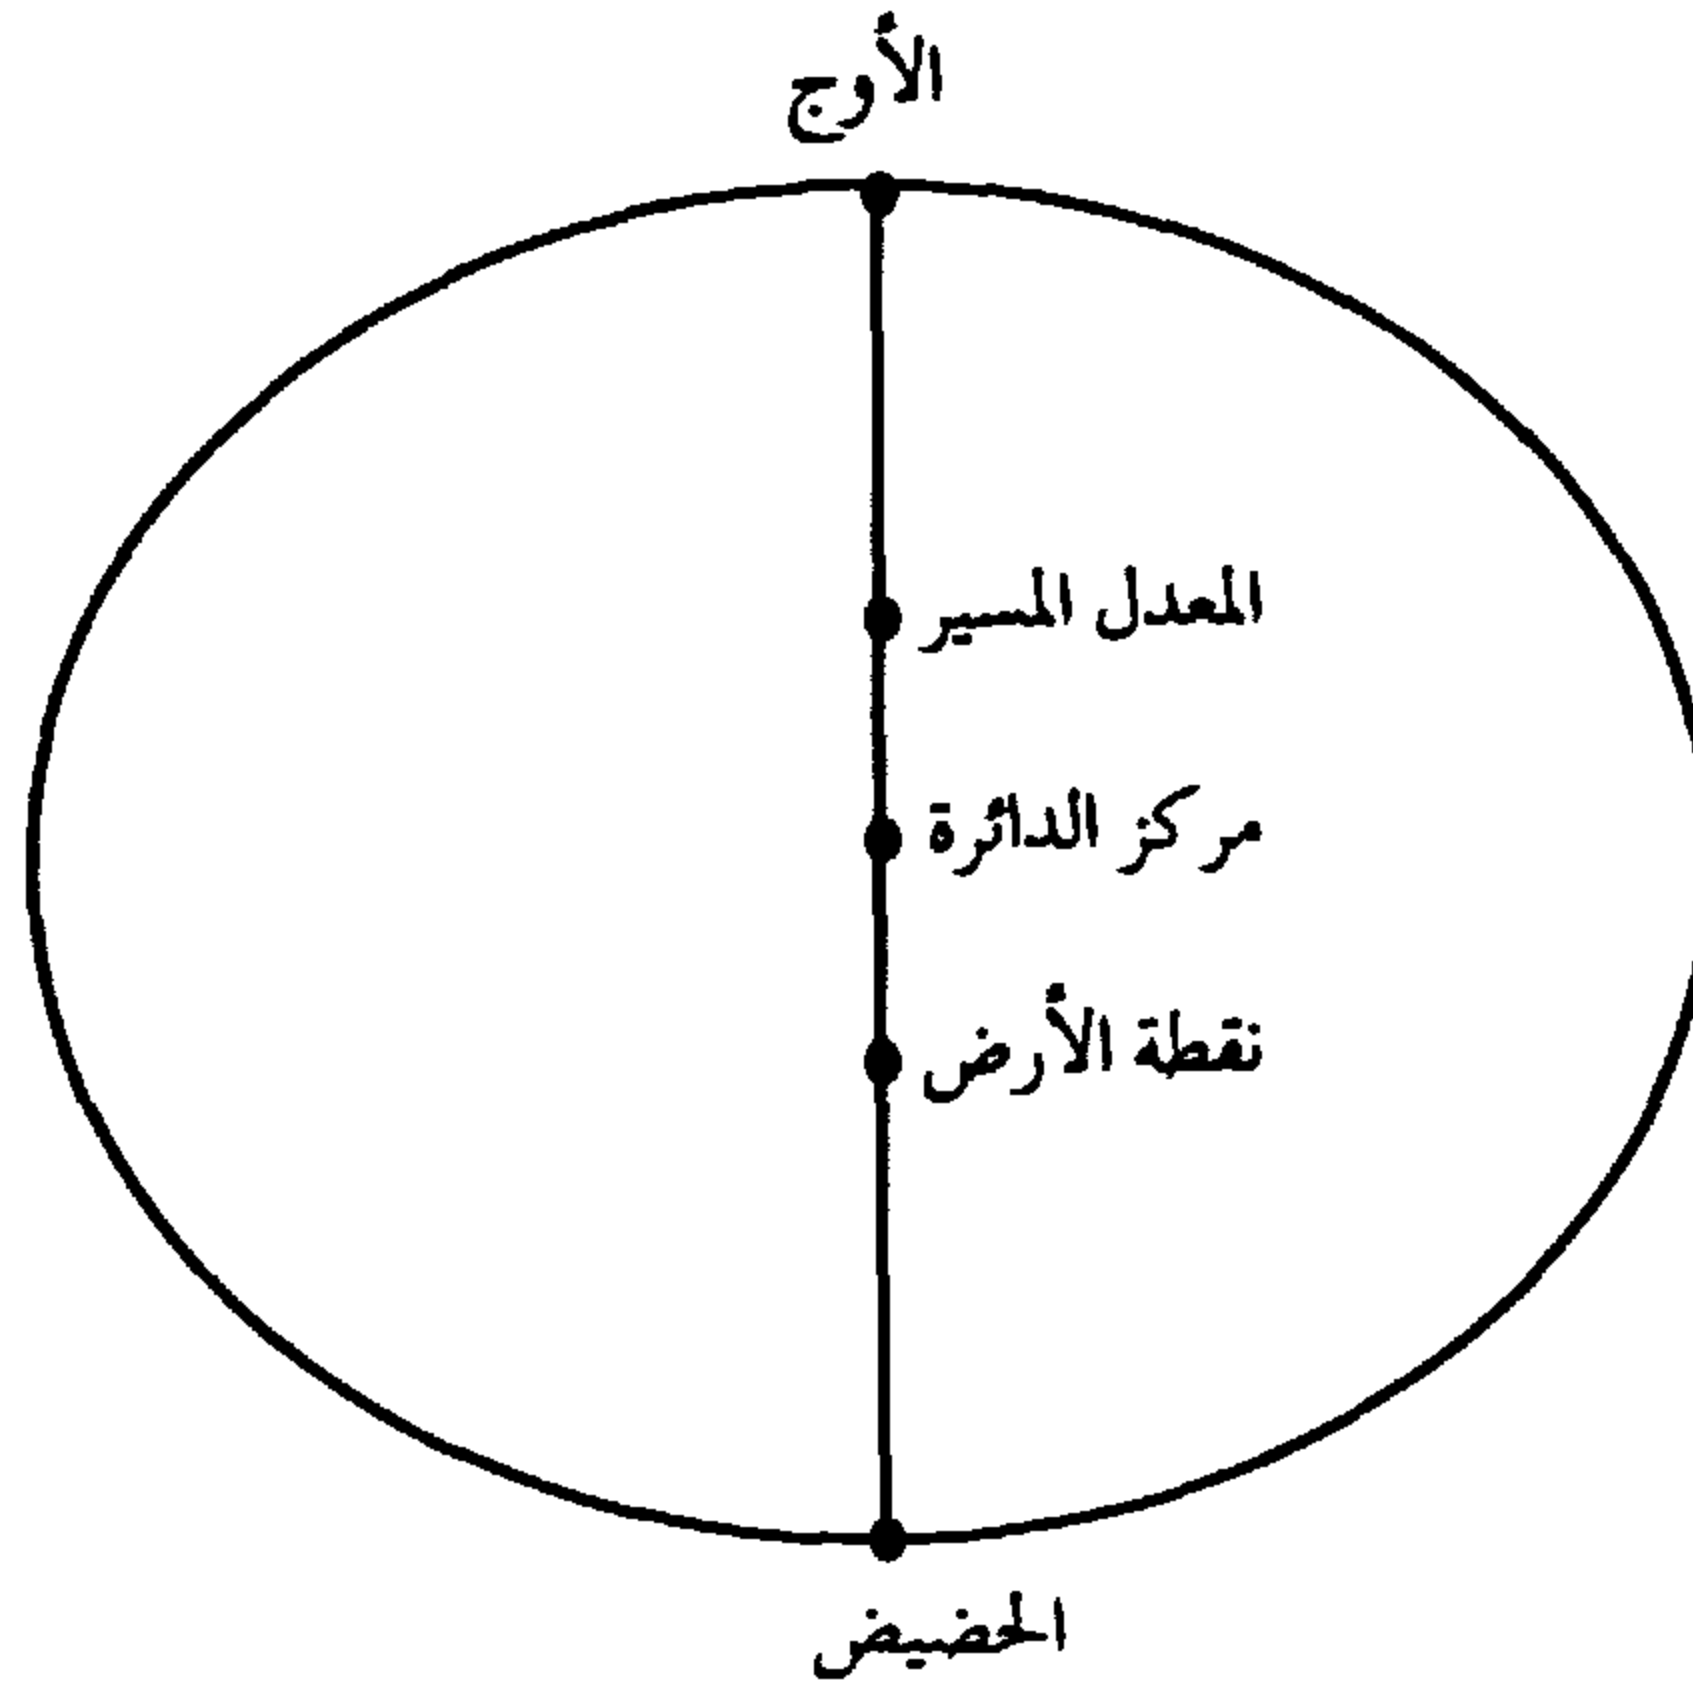 الأوج
المعدل المسير
مركز الدائرة
نقطة الأرض
الحضيض